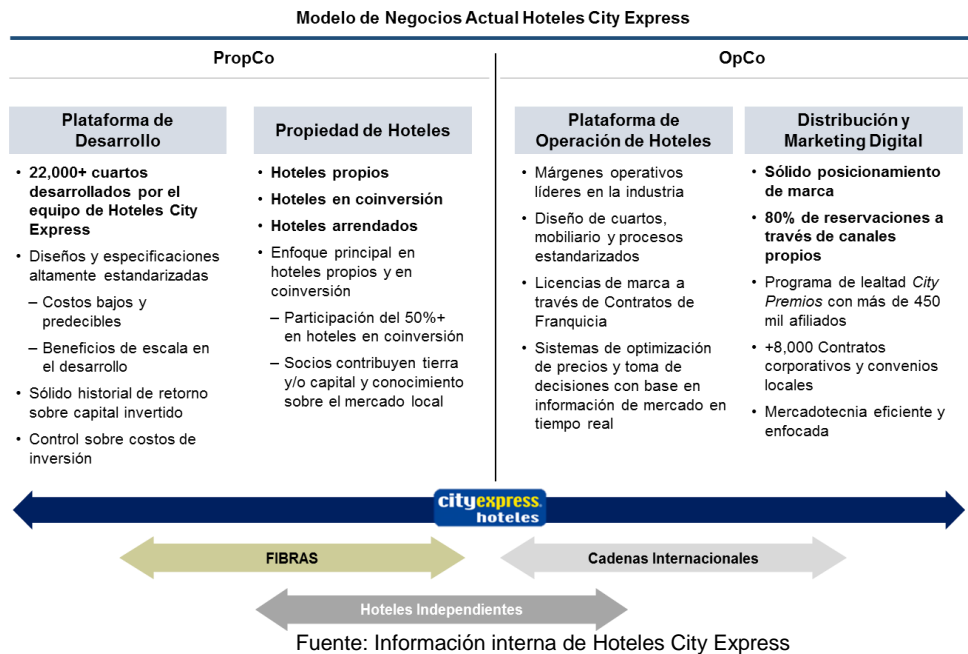 Modelo de Negocios Actual Hoteles City Express
PropCo
OpCo
Plataforma de
Desarrollo
• 22,000+ cuartos
desarrollados por el
equipo de Hoteles City
Express
• Diseños y especificaciones
altamente estandarizadas
– Costos bajos y
predecibles
– Beneficios de escala en
el desarrollo
• Sólido historial de retorno
sobre capital invertido
• Control sobre costos de
inversión
Propiedad de Hoteles
• Hoteles propios
• Hoteles en coinversión
• Hoteles arrendados
• Enfoque principal en
hoteles propios y en
coinversión
– Participación del 50%+
en hoteles en coinversión
– Socios contribuyen tierra
y/o capital y conocimiento
sobre el mercado local
Plataforma de
Operación de Hoteles
• Márgenes operativos
líderes en la industria
• Diseño de cuartos,
mobiliario y procesos
estandarizados
• Licencias de marca a
través de Contratos de
Franquicia
• Sistemas de optimización
de precios y toma de
decisiones con base en
información de mercado en
tiempo real
Distribución y
Marketing Digital
• Sólido posicionamiento
de marca
• 80% de reservaciones a
través de canales
propios
• Programa de lealtad City
Premios con más de 450
mil afiliados
• +8,000 Contratos
corporativos y convenios
locales
• Mercadotecnia eficiente y
enfocada
cityexpress.
hoteles
FIBRAS
Cadenas Internacionales
Hoteles Independientes
Fuente: Información interna de Hoteles City Express